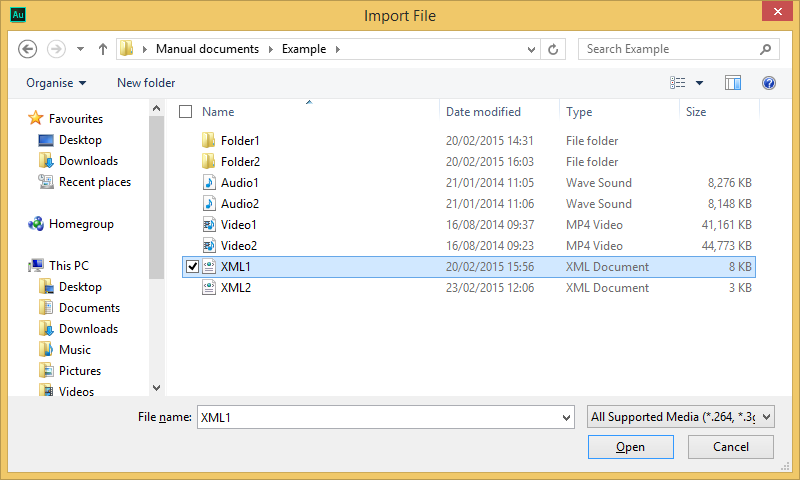 Au Import File
Manual documents Example Search Example
Organise New folder
Name Date modified Type Size
Favourites
Desktop
Downloads
Recent places
Homegroup
This PC
Desktop
Documents
Downloads
Music
Pictures
Videos
Folder1 20/02/2015 14:31 File folder
Folder2 20/02/2015 16:03 File folder
Audio1 21/01/2014 11:05 Wave Sound 8,276 KB
Audio2 21/01/2014 11:06 Wave Sound 8,148 KB
Video1 16/08/2014 09:37 MP4 Video 41,161 KB
Video2 16/08/2014 09:23 MP4 Video 44,773 KB
XML1 20/02/2015 15:56 XML Document 8 KB
XML2 23/02/2015 12:06 XML Document 3 KB
File name: XML1 All Supported Media (*.264, *.3g
Open Cancel